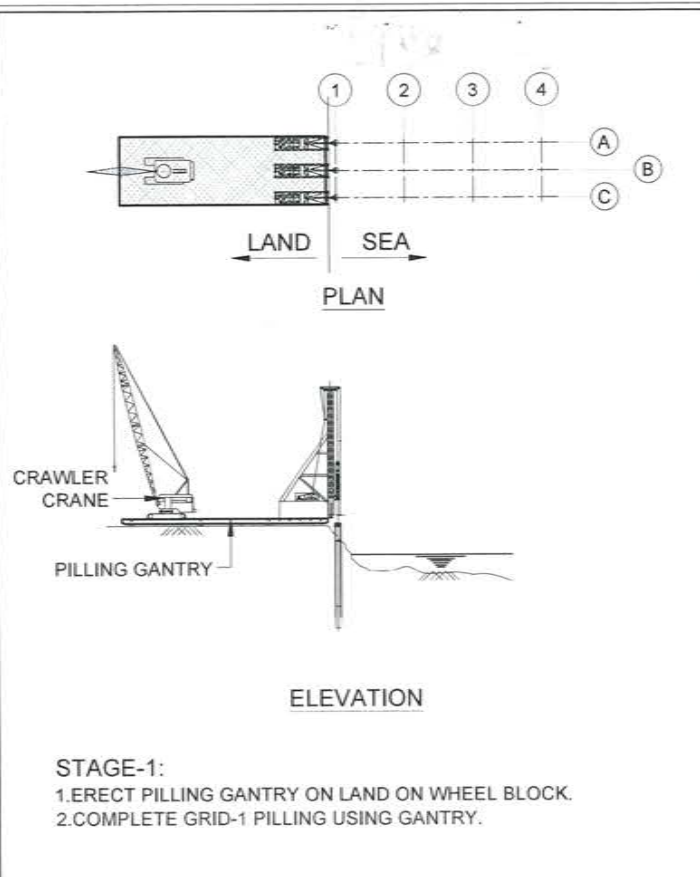 1 2 3 4
A
B
C
LAND SEA
PLAN
CRAWLER
CRANE
PILLING GANTRY
ELEVATION
STAGE-1:
1.ERECT PILLING GANTRY ON LAND ON WHEEL BLOCK.
2.COMPLETE GRID-1 PILLING USING GANTRY.